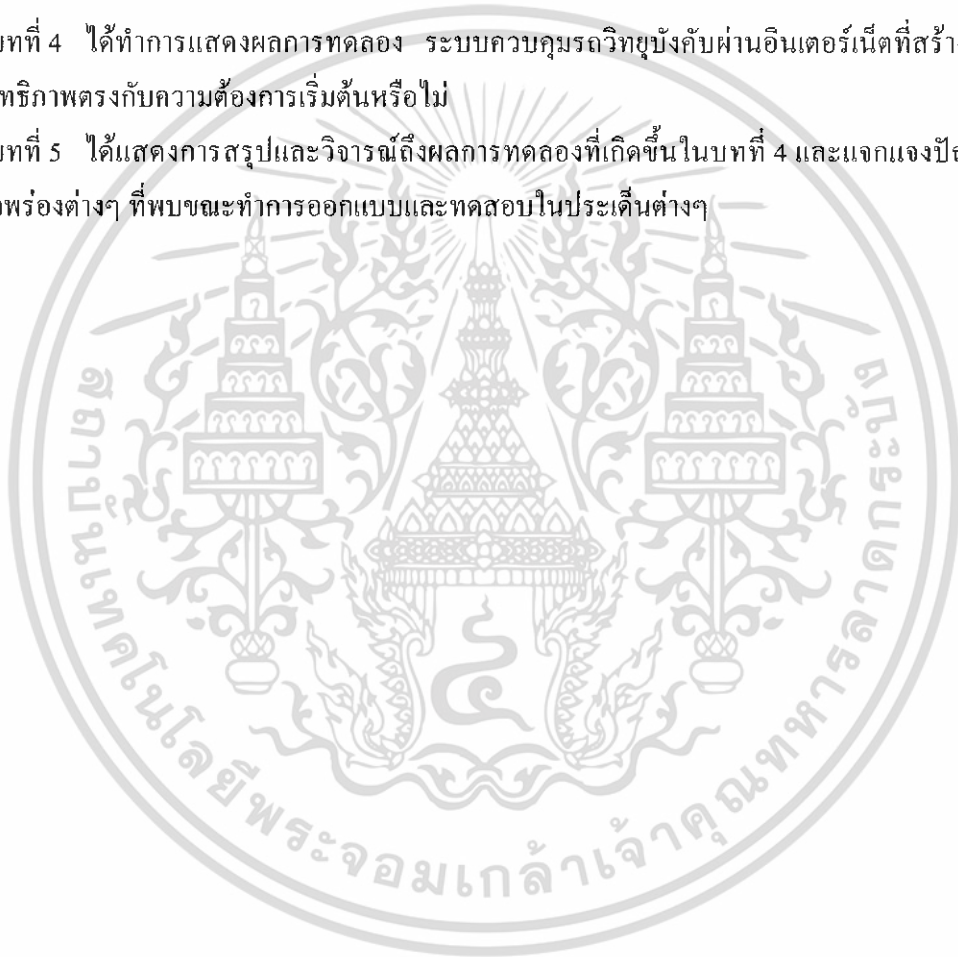 บทที่ 4 ได้ทำการแสดงผลการทดลอง ระบบควบคุมรถวิทยุบังคับผ่านอินเตอร์เน็ตที่สร้าง
ทธิภาพตรงกับความต้องการเริ่มต้นหรือไม่
บทที่ 5 ได้แสดงการสรุปและวิจารณ์ถึงผลการทดลองที่เกิดขึ้นในบทที่ 4 และแจกแจงปัญ
พร่องต่างๆ ที่พบขณะทำการออกแบบและทดสอบในประเด็นต่างๆ
สถาบันเทคโนโลยีพระจอมเกล้าเจ้าคุณทหารลาดกระบัง
๔